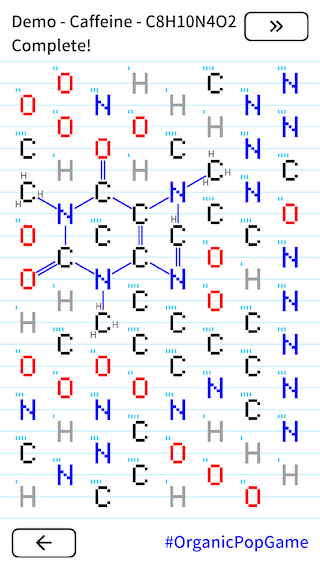 Demo - Caffeine - C8H10N4O2
Complete!
O H C N
O N H N
O O H
C O C N
H
H H C H C
H
H
C H C N N
H
N C C O
H
O C C C
C C O N
O N N H
H C O N
H
H C H C C
H
C C C N
O O C C
O C N N
N N N C
H C H N
C N O H
N C O H
H C H O
#OrganicPopGame